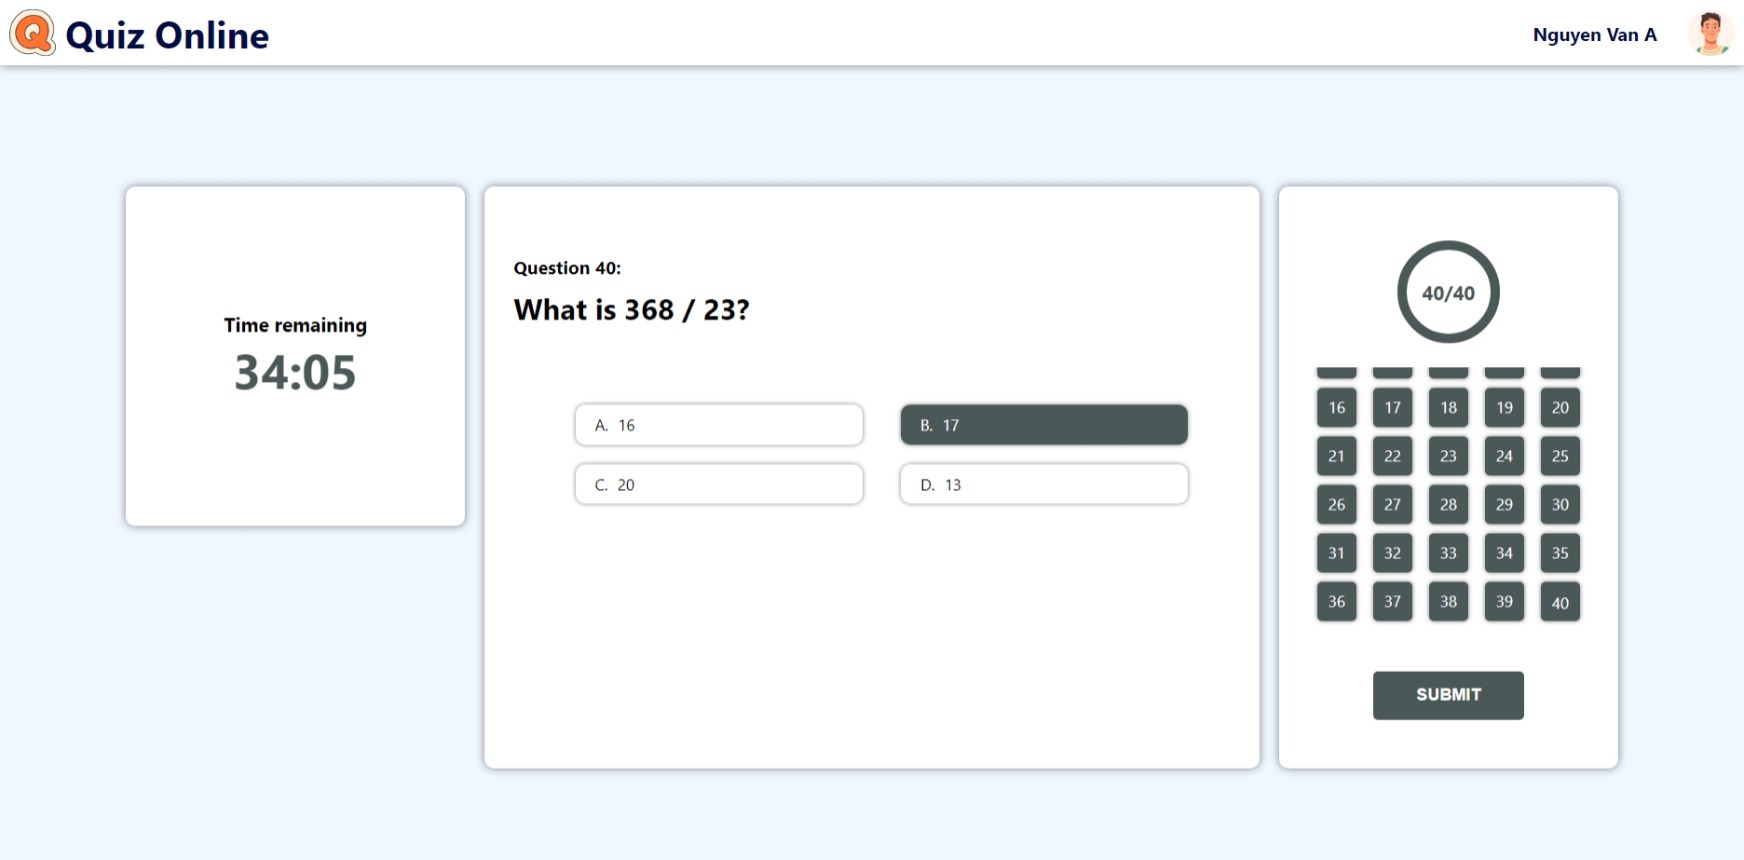 Quiz Online
Nguyen Van A
Time remaining
34:05
Question 40:
What is 368 / 23?
A. 16
B. 17
C. 20
D. 13
40/40
16 17 18 19 20
21 22 23 24 25
26 27 28 29 30
31 32 33 34 35
36 37 38 39 40
SUBMIT